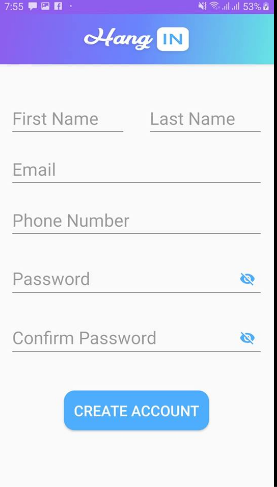 7:55 53%
Hang IN
First Name Last Name
Email
Phone Number
Password
Confirm Password
CREATE ACCOUNT